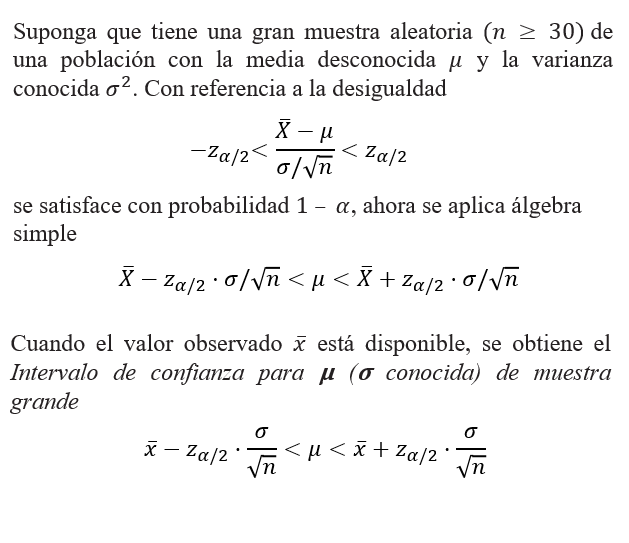 Suponga que tiene una gran muestra aleatoria (n ≥ 30) de
una población con la media desconocida μ y la varianza
conocida σ². Con referencia a la desigualdad
−z_{α/2} < (X̄ − μ)/(σ/√n) < z_{α/2}
se satisface con probabilidad 1 – α, ahora se aplica álgebra
simple
X̄ − z_{α/2} · σ/√n < μ < X̄ + z_{α/2} · σ/√n
Cuando el valor observado x̄ está disponible, se obtiene el
Intervalo de confianza para μ (σ conocida) de muestra
grande
x̄ − z_{α/2} · σ/√n < μ < x̄ + z_{α/2} · σ/√n